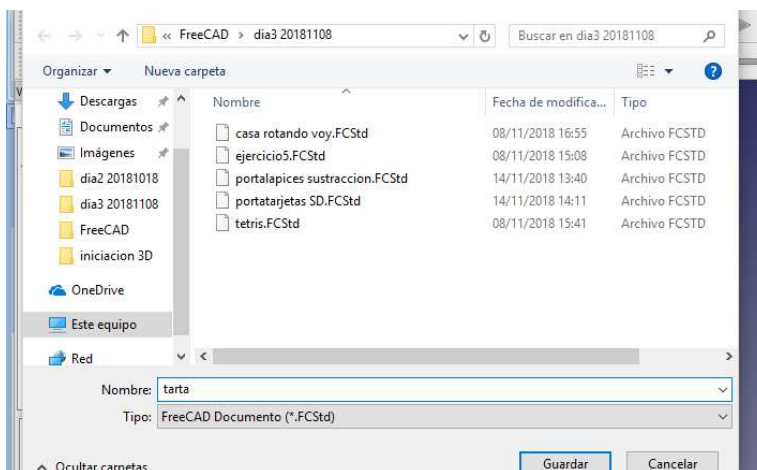 « FreeCAD › dia3 20181108 Buscar en dia3 20181108
Organizar Nueva carpeta
Descargas
Documentos
Imágenes
dia2 20181018
dia3 20181108
FreeCAD
iniciacion 3D
OneDrive
Este equipo
Red
Nombre Fecha de modifica... Tipo
casa rotando voy.FCStd 08/11/2018 16:55 Archivo FCSTD
ejercicio5.FCStd 08/11/2018 15:08 Archivo FCSTD
portalapices sustraccion.FCStd 14/11/2018 13:40 Archivo FCSTD
portatarjetas SD.FCStd 14/11/2018 14:11 Archivo FCSTD
tetris.FCStd 08/11/2018 15:41 Archivo FCSTD
Nombre: tarta
Tipo: FreeCAD Documento (*.FCStd)
Ocultar carpetas Guardar Cancelar